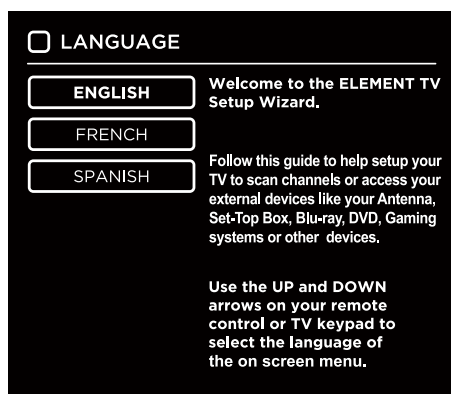 LANGUAGE
ENGLISH
FRENCH
SPANISH
Welcome to the ELEMENT TV
Setup Wizard.
Follow this guide to help setup your
TV to scan channels or access your
external devices like your Antenna,
Set-Top Box, Blu-ray, DVD, Gaming
systems or other devices.
Use the UP and DOWN
arrows on your remote
control or TV keypad to
select the language of
the on screen menu.